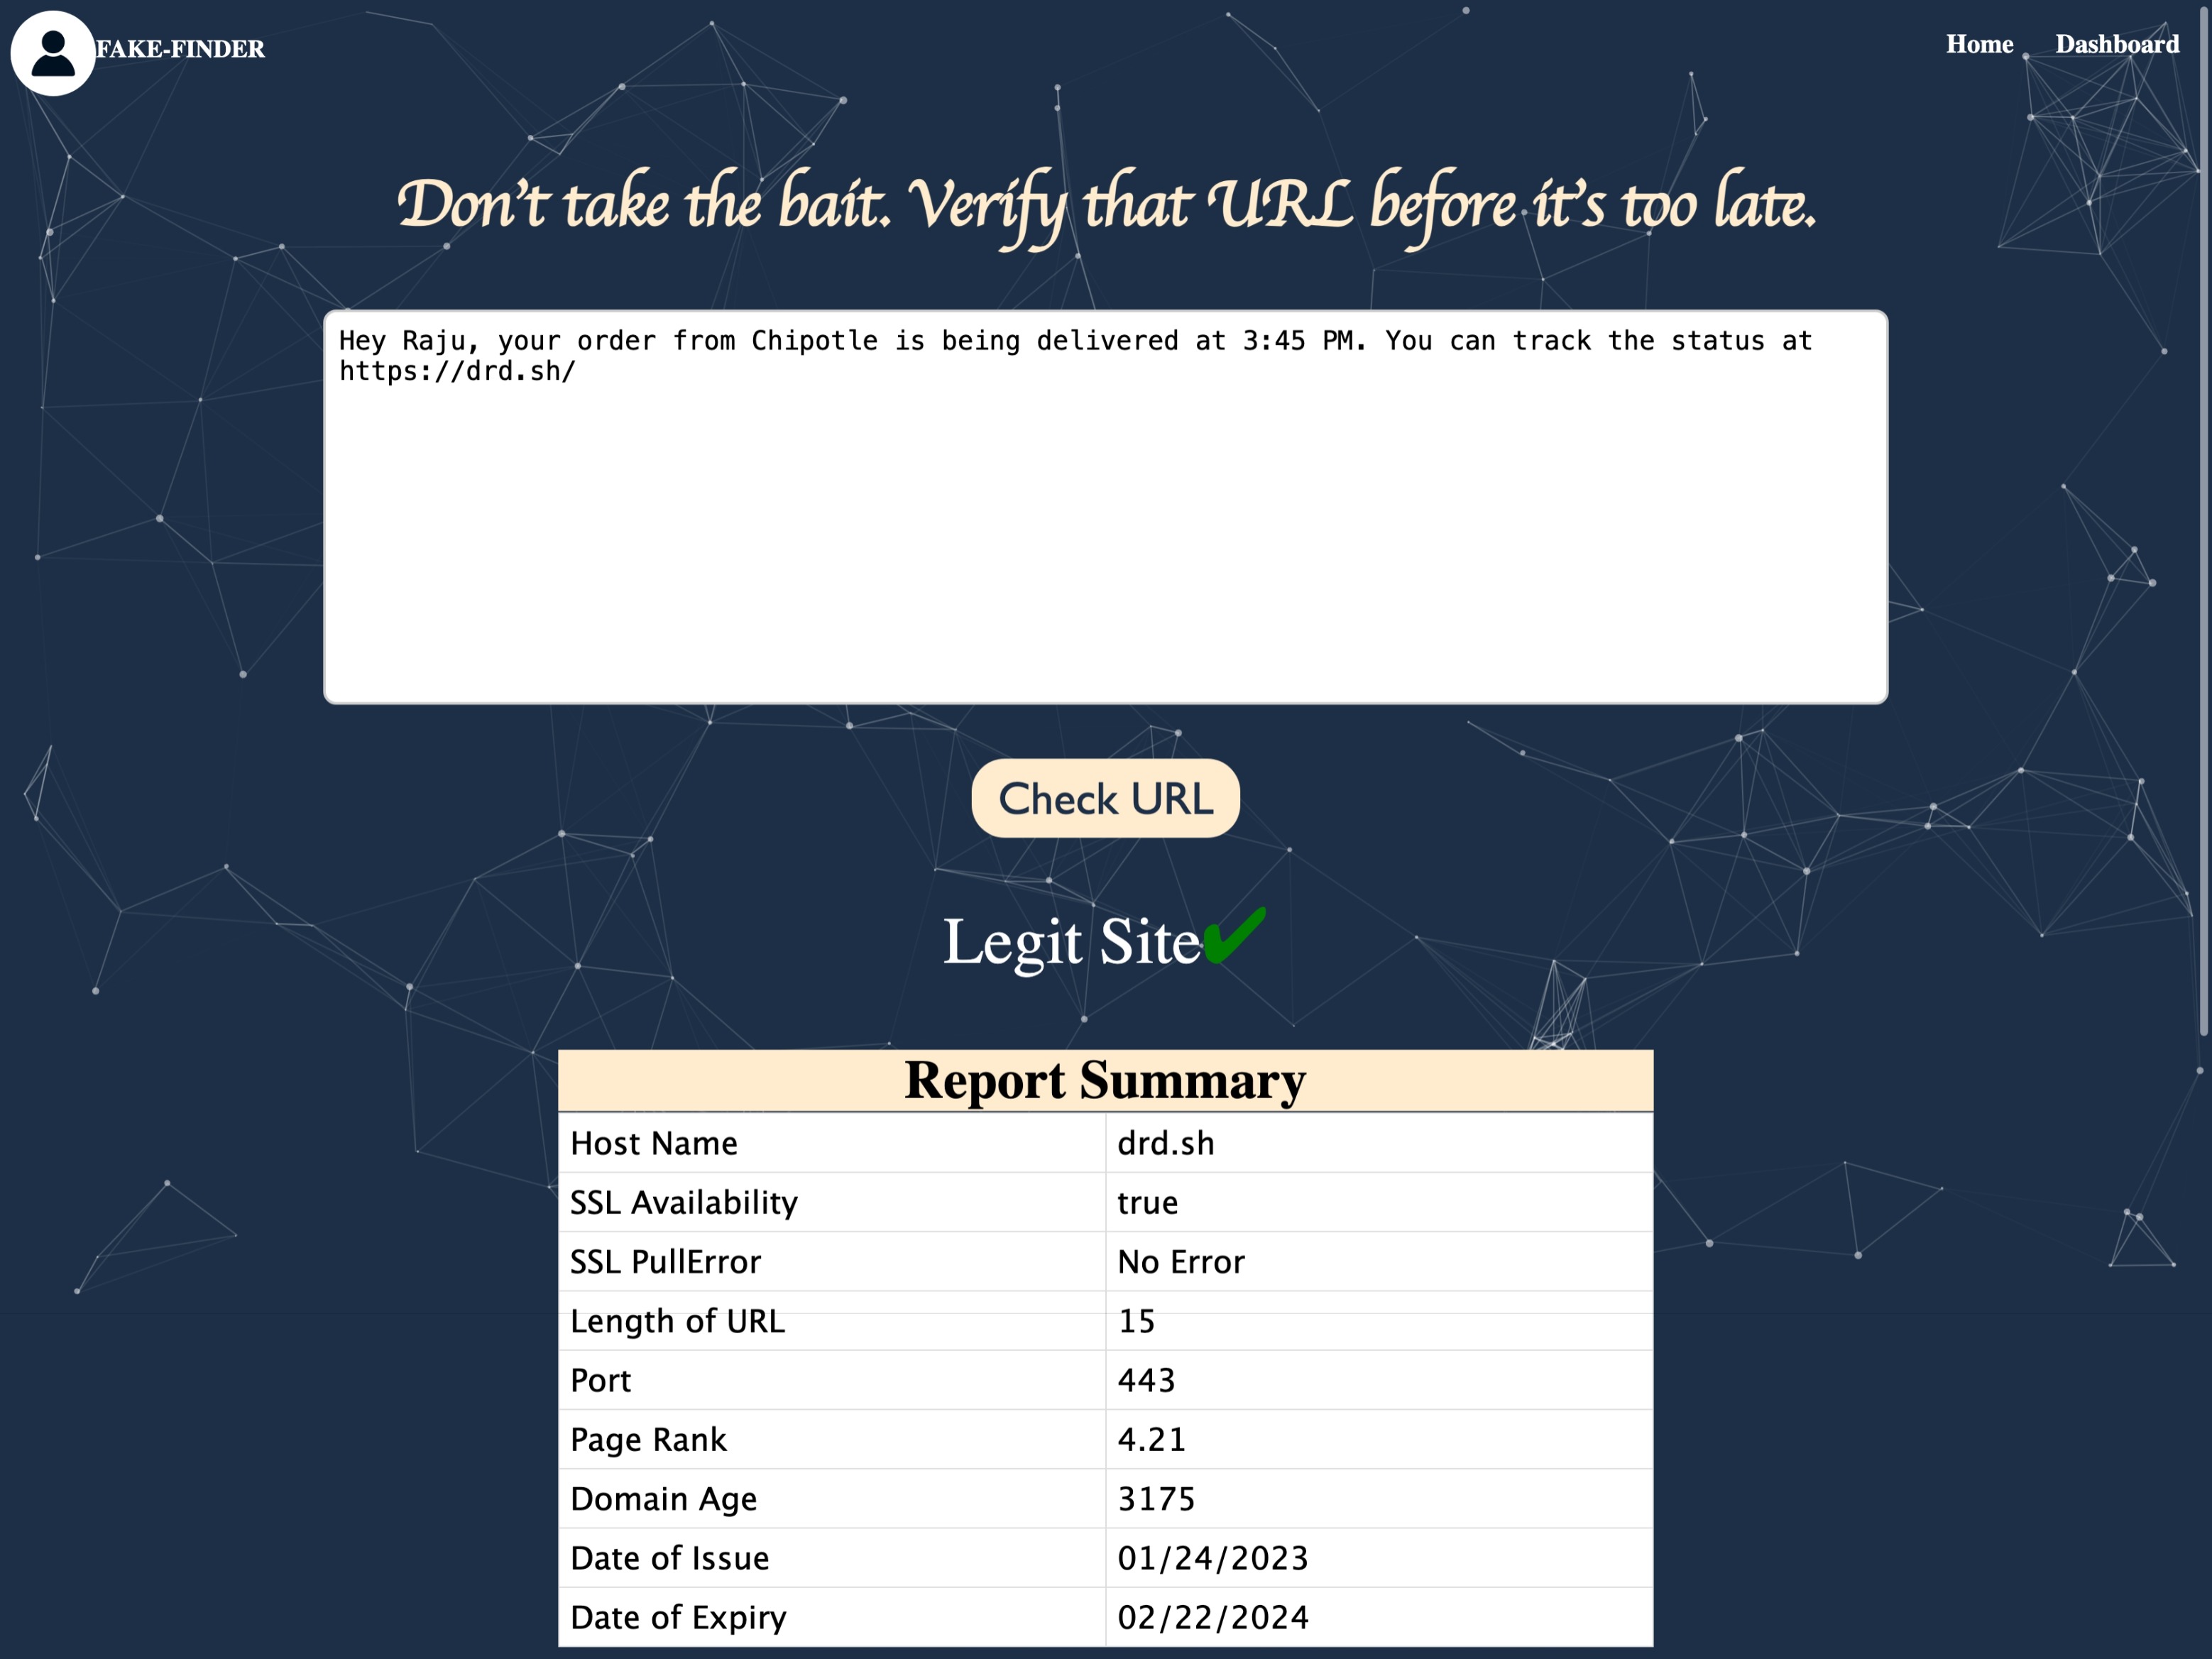 FAKE-FINDER
Home Dashboard
Don't take the bait. Verify that URL before it's too late.
Hey Raju, your order from Chipotle is being delivered at 3:45 PM. You can track the status at
https://drd.sh/
Check URL
Legit Site✔
Report Summary
Host Name drd.sh
SSL Availability true
SSL PullError No Error
Length of URL 15
Port 443
Page Rank 4.21
Domain Age 3175
Date of Issue 01/24/2023
Date of Expiry 02/22/2024